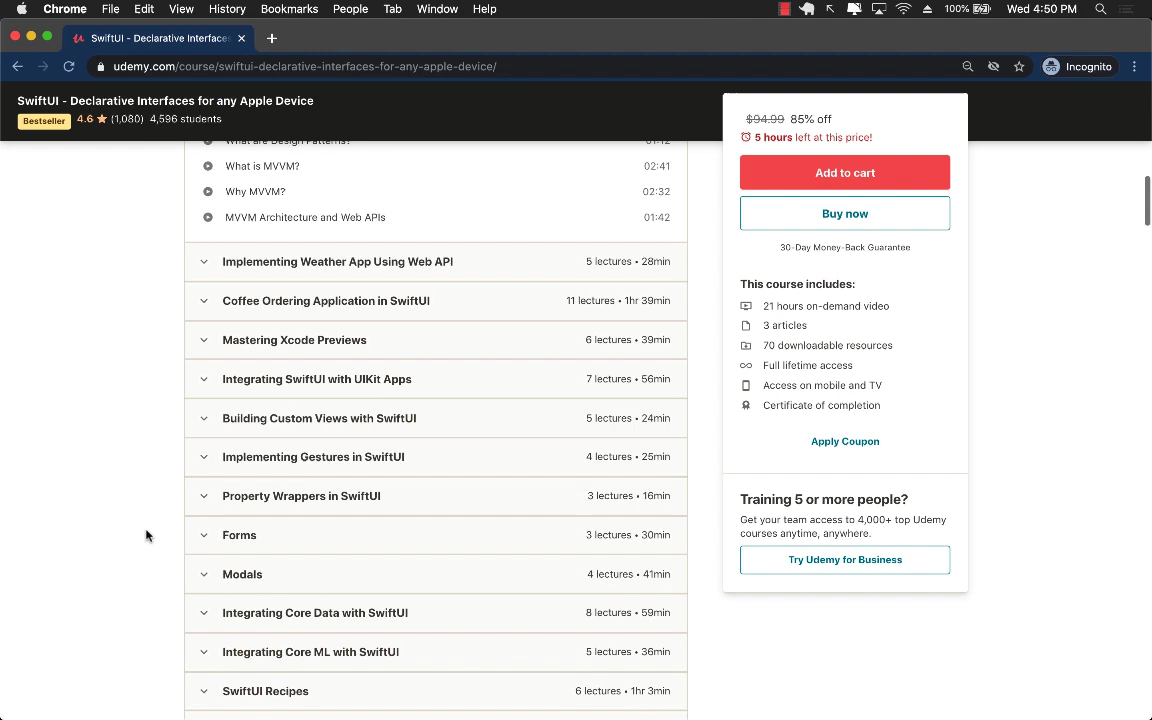 Chrome File Edit View History Bookmarks People Tab Window Help 100% Wed 4:50 PM
SwiftUI - Declarative Interfaces
udemy.com/course/swiftui-declarative-interfaces-for-any-apple-device/ Incognito
SwiftUI - Declarative Interfaces for any Apple Device
Bestseller 4.6 (1,080) 4,596 students
What are Design Patterns? 01:12
What is MVVM? 02:41
Why MVVM? 02:32
MVVM Architecture and Web APIs 01:42
Implementing Weather App Using Web API 5 lectures • 28min
Coffee Ordering Application in SwiftUI 11 lectures • 1hr 39min
Mastering Xcode Previews 6 lectures • 39min
Integrating SwiftUI with UIKit Apps 7 lectures • 56min
Building Custom Views with SwiftUI 5 lectures • 24min
Implementing Gestures in SwiftUI 4 lectures • 25min
Property Wrappers in SwiftUI 3 lectures • 16min
Forms 3 lectures • 30min
Modals 4 lectures • 41min
Integrating Core Data with SwiftUI 8 lectures • 59min
Integrating Core ML with SwiftUI 5 lectures • 36min
SwiftUI Recipes 6 lectures • 1hr 3min
$94.99 85% off
5 hours left at this price!
Add to cart
Buy now
30-Day Money-Back Guarantee
This course includes:
21 hours on-demand video
3 articles
70 downloadable resources
Full lifetime access
Access on mobile and TV
Certificate of completion
Apply Coupon
Training 5 or more people?
Get your team access to 4,000+ top Udemy
courses anytime, anywhere.
Try Udemy for Business